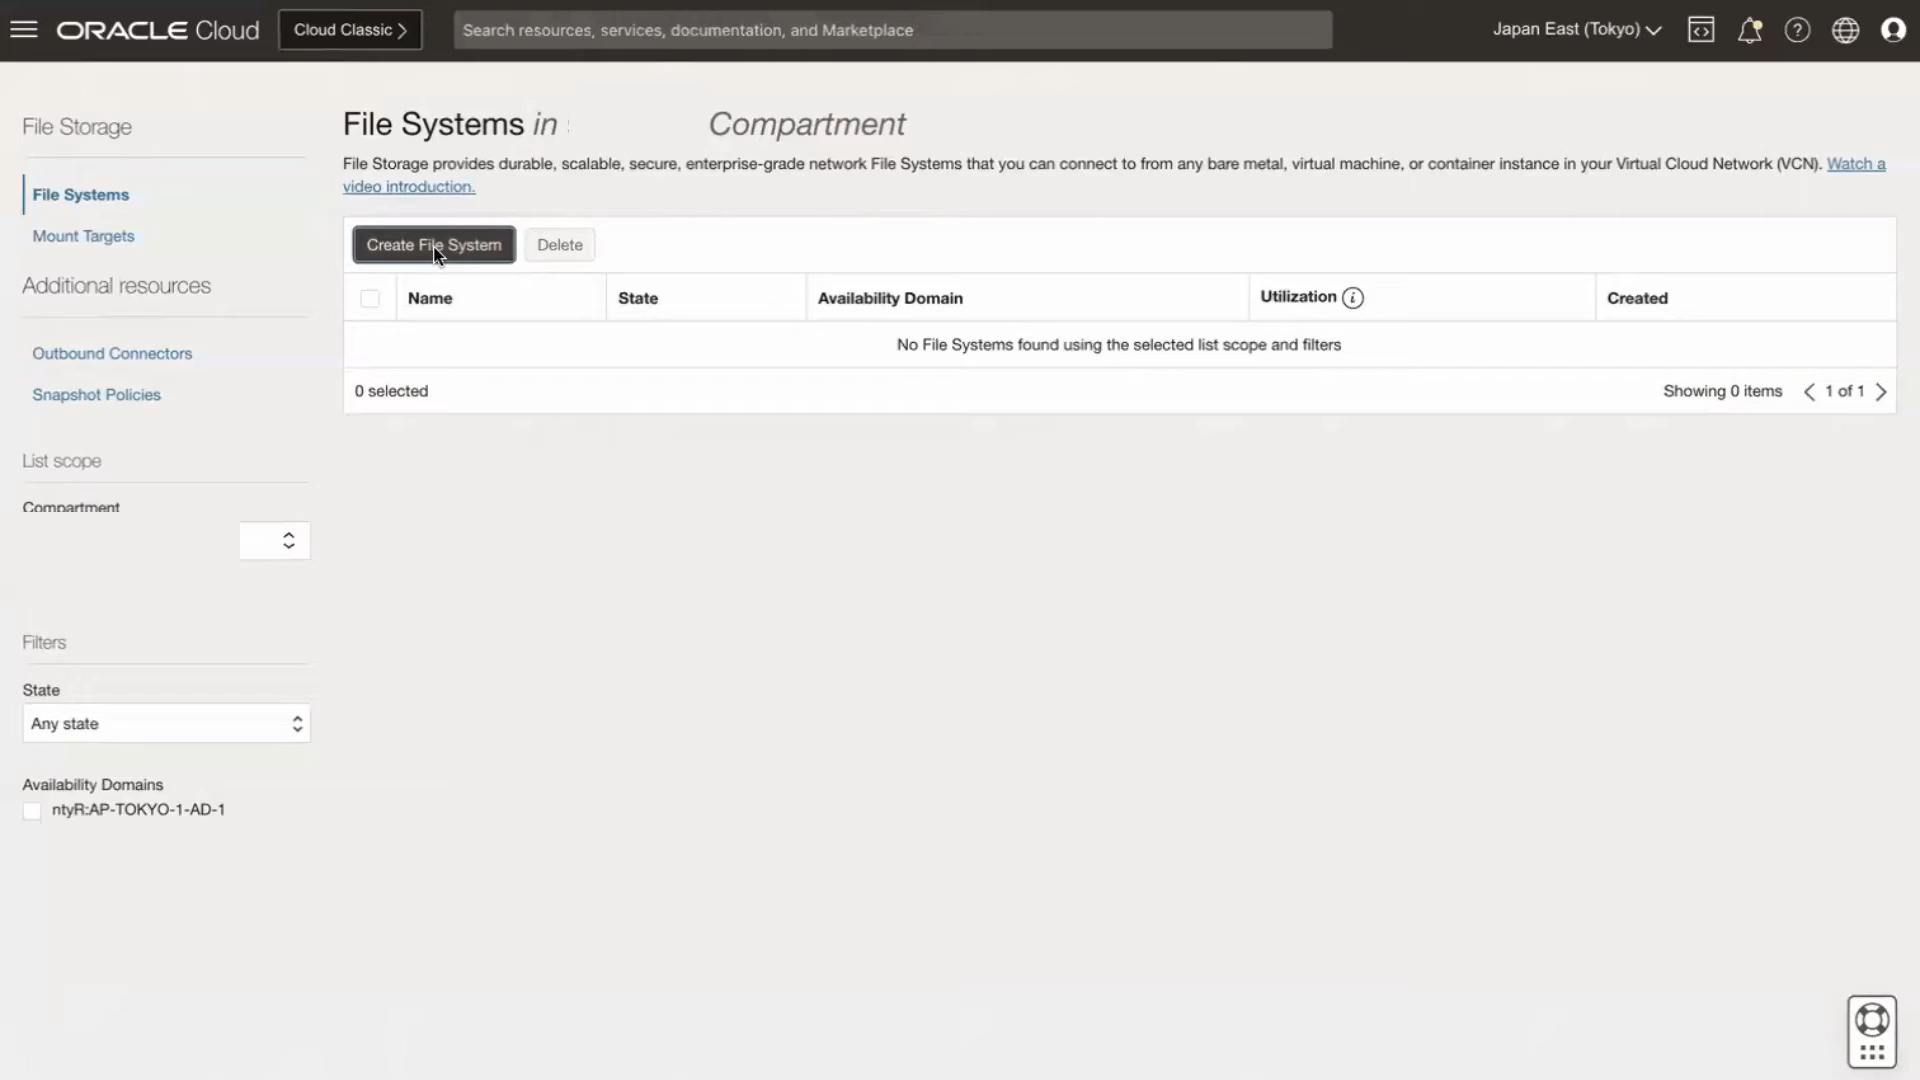 ORACLE Cloud
Cloud Classic
Search resources, services, documentation, and Marketplace
Japan East (Tokyo)
File Storage
File Systems
Mount Targets
Additional resources
Outbound Connectors
Snapshot Policies
List scope
Compartment
Filters
State
Any state
Availability Domains
ntyR:AP-TOKYO-1-AD-1
File Systems in Compartment
File Storage provides durable, scalable, secure, enterprise-grade network File Systems that you can connect to from any bare metal, virtual machine, or container instance in your Virtual Cloud Network (VCN). Watch a
video introduction.
Create File System Delete
Name State Availability Domain Utilization Created
No File Systems found using the selected list scope and filters
0 selected Showing 0 items 1 of 1